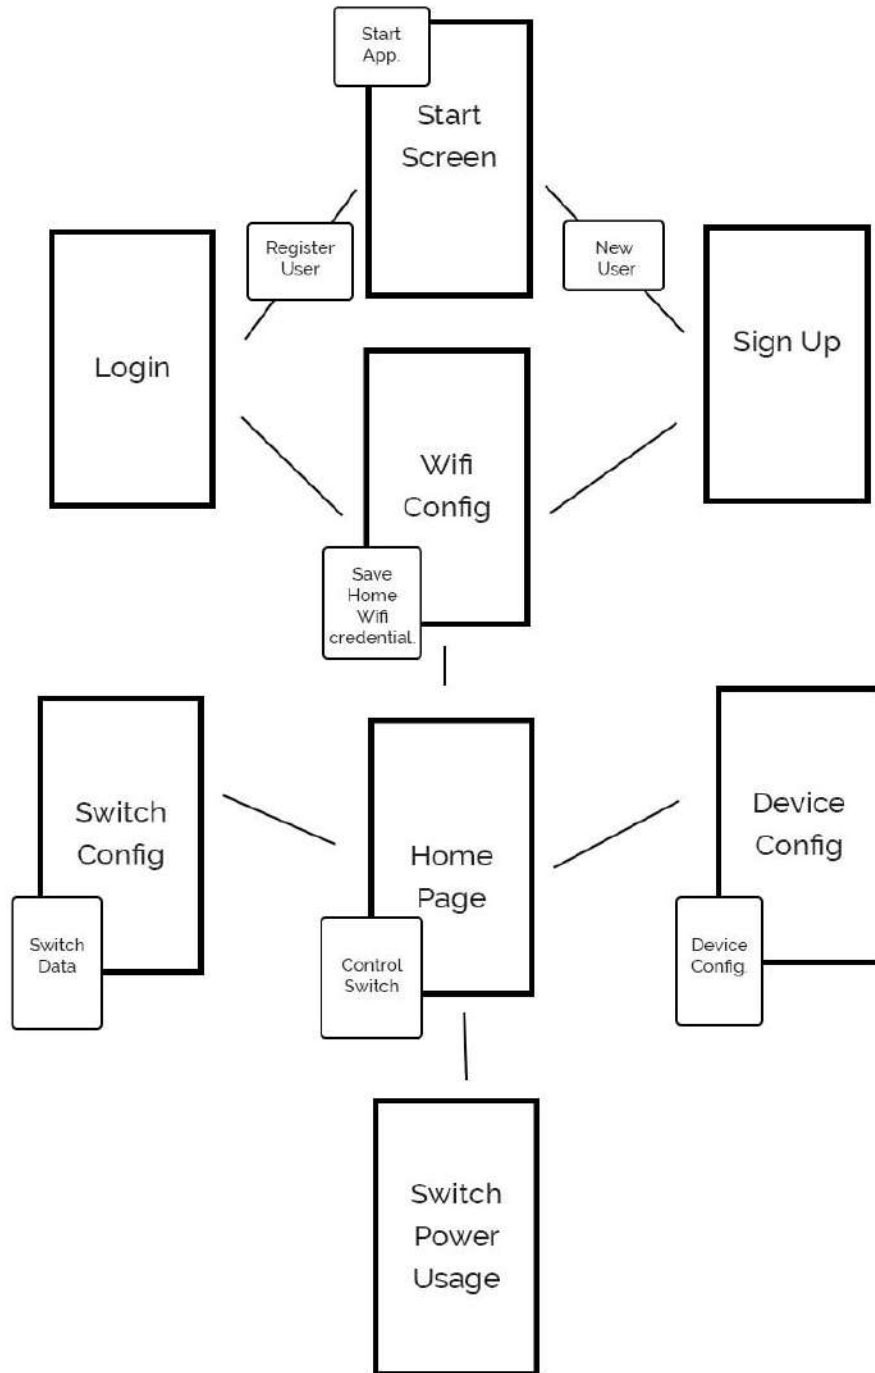 Start
App.
Start
Screen
Register
User
New
User
Login
Sign Up
Wifi
Config
Save
Home
Wifi
credential.
Switch
Config
Switch
Data
Home
Page
Control
Switch
Device
Config
Device
Config.
Switch
Power
Usage